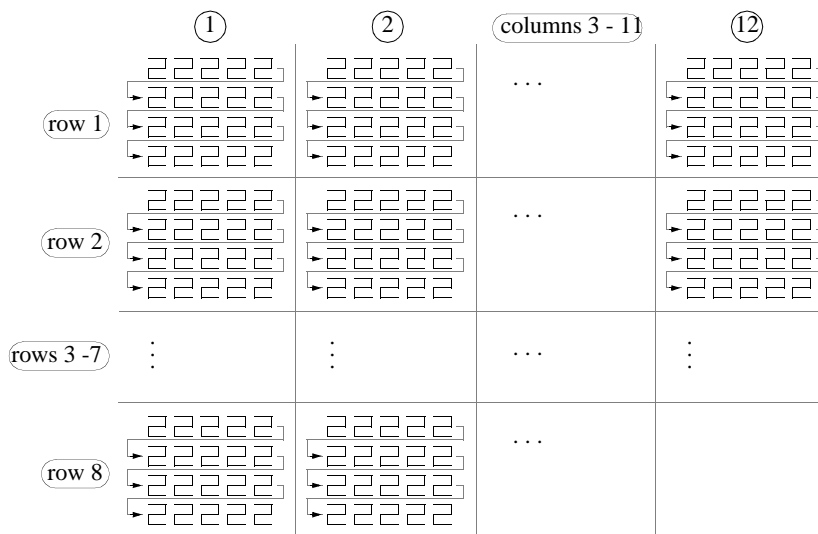 1 2 columns 3 - 11 12
. . .
row 1
. . .
row 2
rows 3 -7 . . .
. . .
row 8